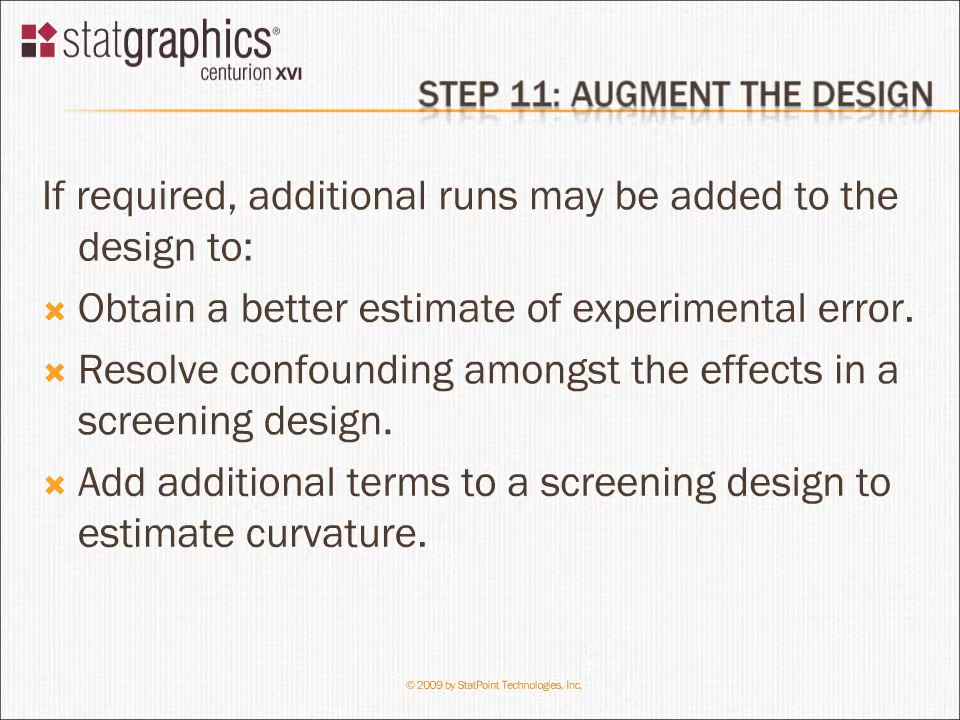 statgraphics®
centurion XVI
STEP 11: AUGMENT THE DESIGN
If required, additional runs may be added to the
design to:
Obtain a better estimate of experimental error.
Resolve confounding amongst the effects in a
screening design.
Add additional terms to a screening design to
estimate curvature.
© 2009 by StatPoint Technologies, Inc.